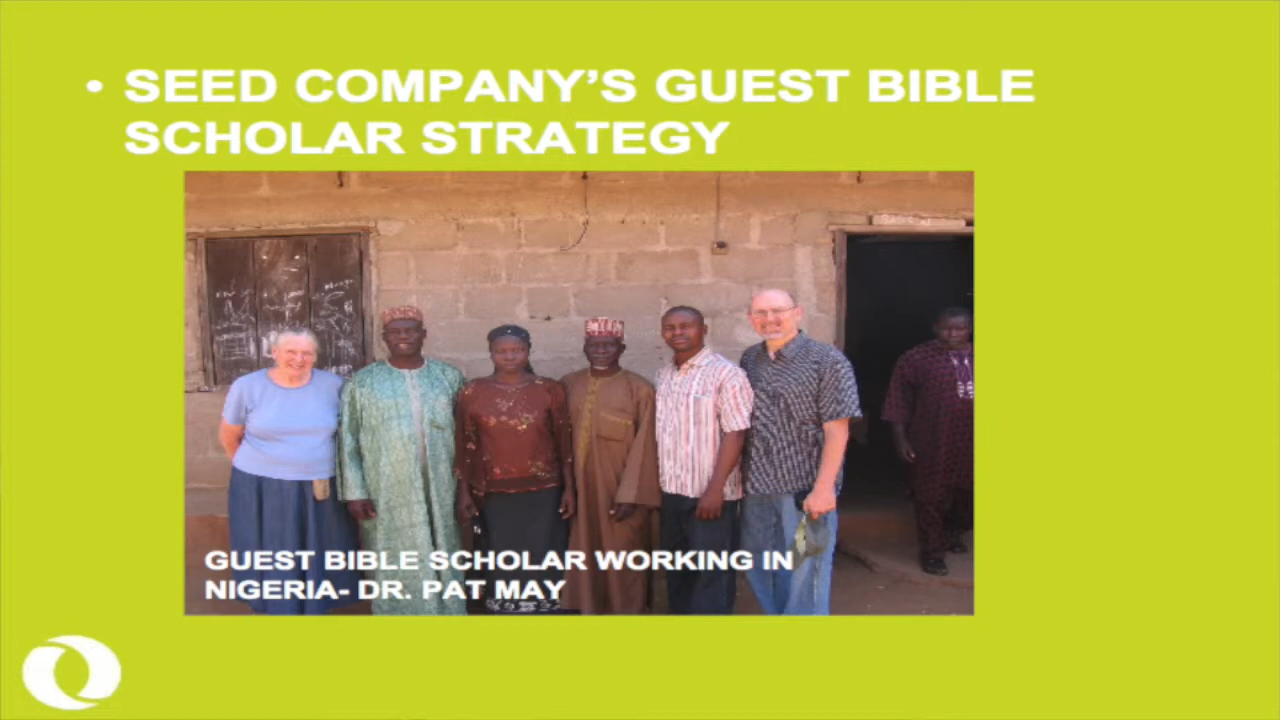 • SEED COMPANY’S GUEST BIBLE
SCHOLAR STRATEGY
GUEST BIBLE SCHOLAR WORKING IN
NIGERIA- DR. PAT MAY